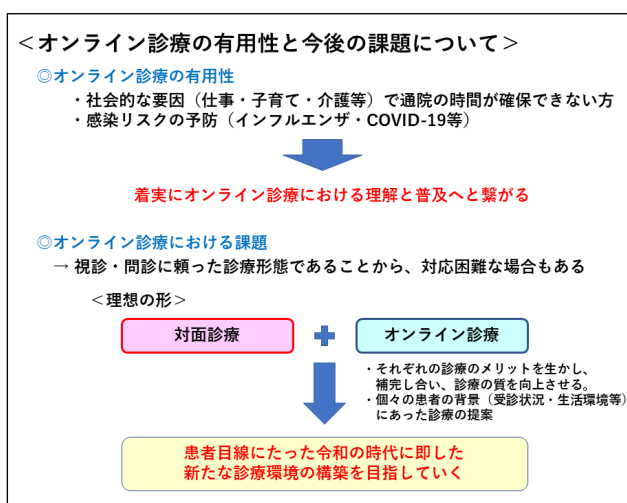 ＜オンライン診療の有用性と今後の課題について＞
◎オンライン診療の有用性
・社会的な要因（仕事・子育て・介護等）で通院の時間が確保できない方
・感染リスクの予防（インフルエンザ・COVID-19等）
着実にオンライン診療における理解と普及へと繋がる
◎オンライン診療における課題
→ 視診・問診に頼った診療形態であることから、対応困難な場合もある
＜理想の形＞
対面診療
オンライン診療
・それぞれの診療のメリットを生かし、
補完し合い、診療の質を向上させる。
・個々の患者の背景（受診状況・生活環境等）
にあった診療の提案
患者目線にたった令和の時代に即した
新たな診療環境の構築を目指していく